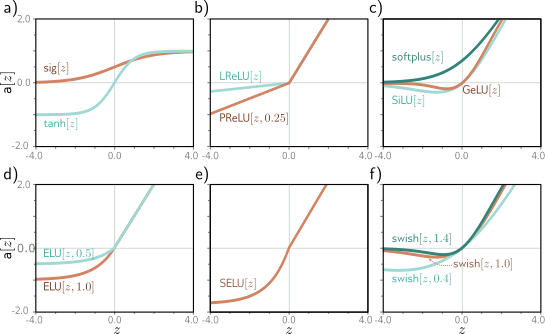 a)
b)
c)
2.0
0.0
-2.0
a[z]
sig[z]
tanh[z]
LReLU[z]
PReLU[z, 0.25]
softplus[z]
SiLU[z]
GeLU[z]
-4.0
0.0
4.0
-4.0
0.0
4.0
-4.0
0.0
4.0
d)
e)
f)
2.0
0.0
-2.0
a[z]
ELU[z, 0.5]
ELU[z, 1.0]
SELU[z]
swish[z, 1.4]
swish[z, 1.0]
swish[z, 0.4]
-4.0
0.0
4.0
-4.0
0.0
4.0
-4.0
0.0
4.0
z
z
z